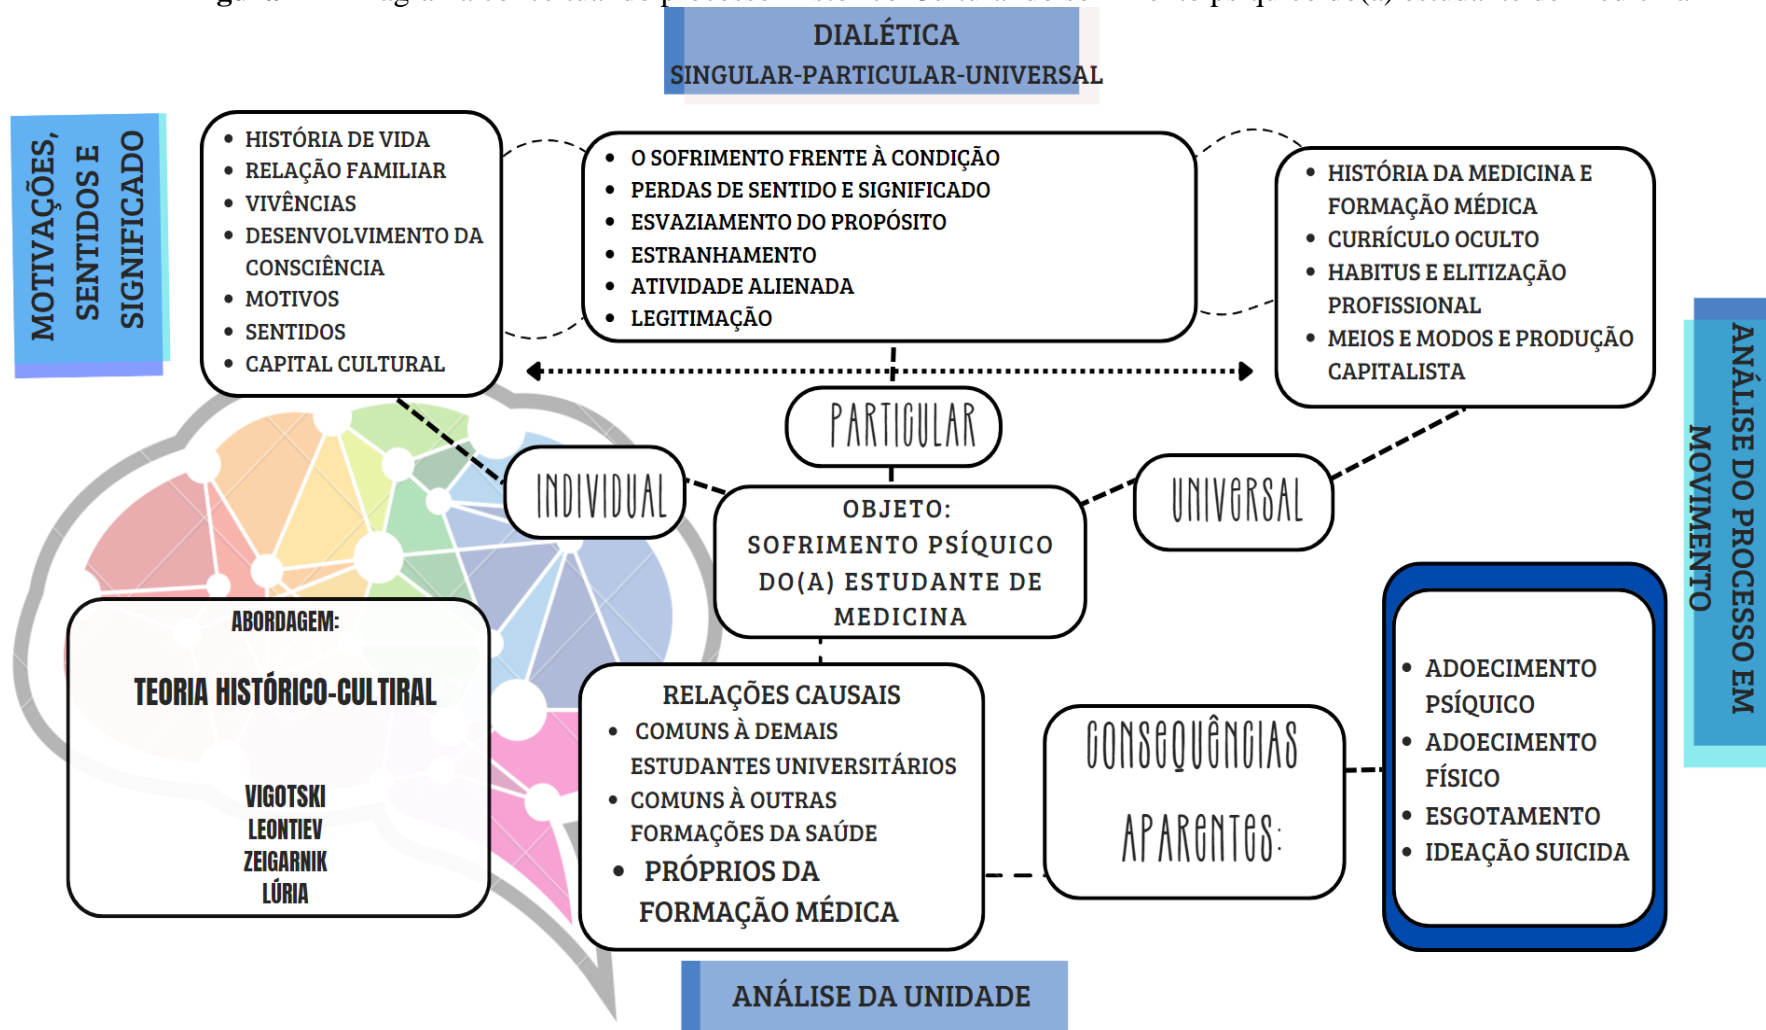 DIALÉTICA
SINGULAR-PARTICULAR-UNIVERSAL
MOTIVAÇÕES,
SENTIDOS E
SIGNIFICADO
• HISTÓRIA DE VIDA
• RELAÇÃO FAMILIAR
• VIVÊNCIAS
• DESENVOLVIMENTO DA
CONSCIÊNCIA
• MOTIVOS
• SENTIDOS
• CAPITAL CULTURAL
• O SOFRIMENTO FRENTE À CONDIÇÃO
• PERDAS DE SENTIDO E SIGNIFICADO
• ESVAZIAMENTO DO PROPÓSITO
• ESTRANHAMENTO
• ATIVIDADE ALIENADA
• LEGITIMAÇÃO
• HISTÓRIA DA MEDICINA E
FORMAÇÃO MÉDICA
• CURRÍCULO OCULTO
• HABITUS E ELITIZAÇÃO
PROFISSIONAL
• MEIOS E MODOS E PRODUÇÃO
CAPITALISTA
ANÁLISE DO PROCESSO EM
MOVIMENTO
PARTICULAR
INDIVIDUAL
UNIVERSAL
OBJETO:
SOFRIMENTO PSÍQUICO
DO(A) ESTUDANTE DE
MEDICINA
ABORDAGEM:
TEORIA HISTÓRICO-CULTIRAL
VIGOTSKI
LEONTIEV
ZEIGARNIK
LÚRIA
RELAÇÕES CAUSAIS
• COMUNS À DEMAIS
ESTUDANTES UNIVERSITÁRIOS
• COMUNS À OUTRAS
FORMAÇÕES DA SAÚDE
• PRÓPRIOS DA
FORMAÇÃO MÉDICA
CONSEQUÊNCIAS
APARENTES:
• ADOECIMENTO
PSÍQUICO
• ADOECIMENTO
FÍSICO
• ESGOTAMENTO
• IDEAÇÃO SUICIDA
ANÁLISE DA UNIDADE